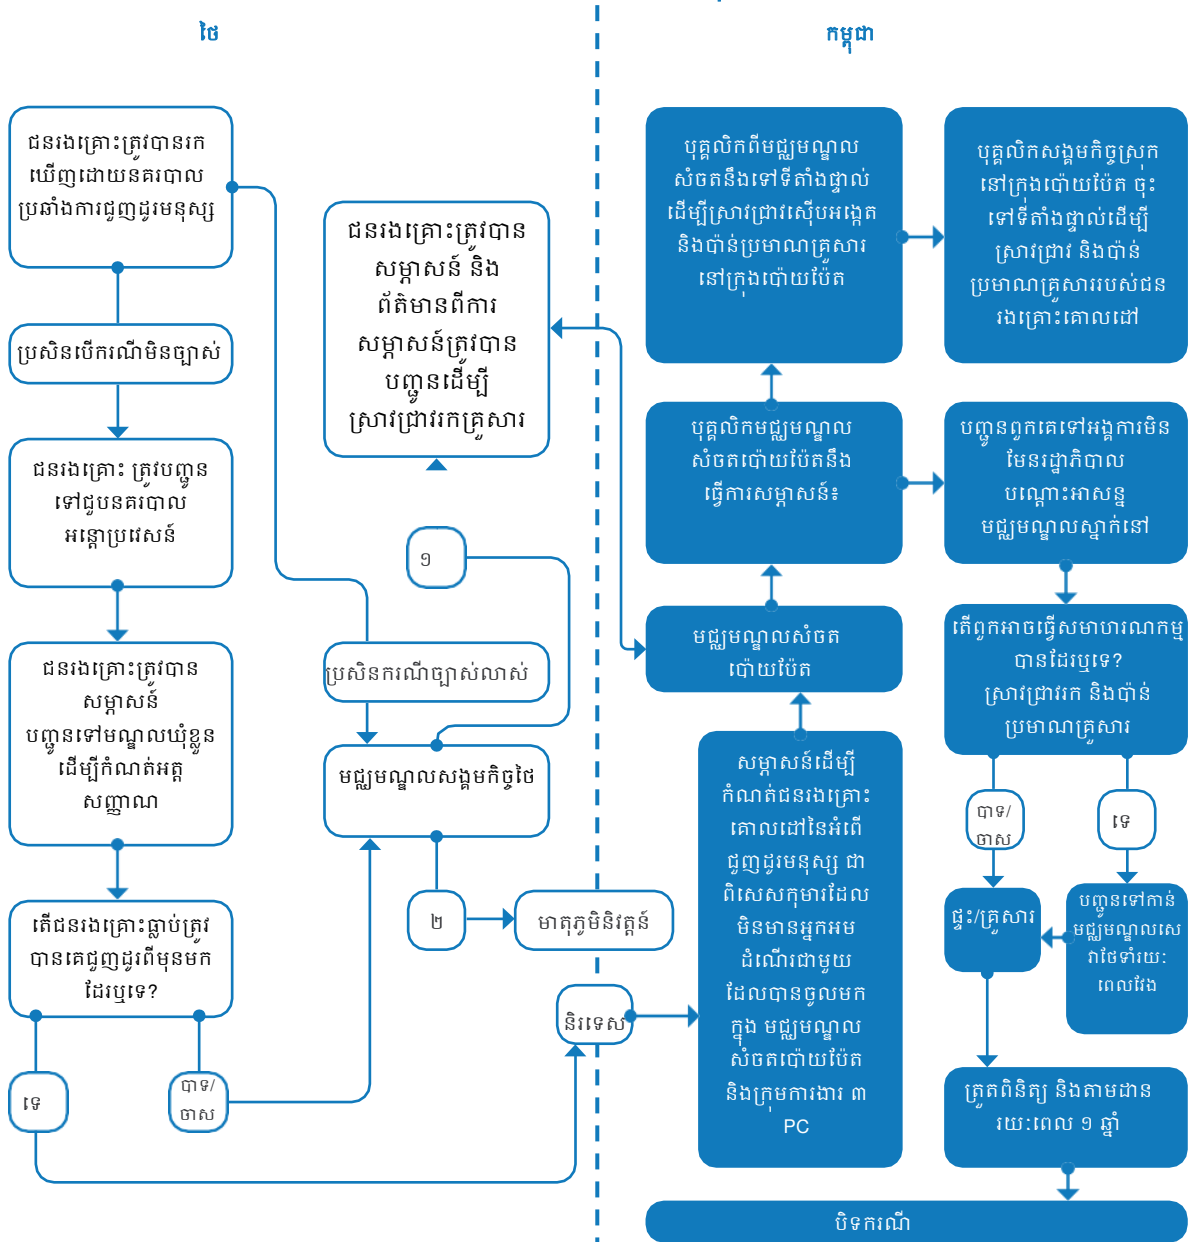 ថៃ
ជនរងគ្រោះត្រូវបានរក
ឃើញដោយនគរបាល
ប្រឆាំងការជួញដូរមនុស្ស
ប្រសិនបើករណីមិនច្បាស់
ជនរងគ្រោះ ត្រូវបញ្ជូន
ទៅជួបនគរបាល
អន្តោប្រវេសន៍
ជនរងគ្រោះត្រូវបាន
សម្ភាសន៍
បញ្ជូនទៅមណ្ឌលឃុំខ្លួន
ដើម្បីកំណត់អត្ត
សញ្ញាណ
តើជនរងគ្រោះធ្លាប់ត្រូវ
បានគេជួញដូរពីមុនមក
ដែរឬទេ?
ទេ
បាទ/
ចាស
ជនរងគ្រោះត្រូវបាន
សម្ភាសន៍ និង
ព័ត៌មានពីការ
សម្ភាសន៍ត្រូវបាន
បញ្ជូនដើម្បី
ស្រាវជ្រាវរកគ្រួសារ
១
ប្រសិនករណីច្បាស់លាស់
មជ្ឈមណ្ឌលសង្គមកិច្ចថៃ
២
មាតុភូមិនិវត្តន៍
និរទេស
កម្ពុជា
បុគ្គលិកពីមជ្ឈមណ្ឌល
សំចតនឹងទៅទីតាំងផ្ទាល់
ដើម្បីស្រាវជ្រាវស៊ើបអង្កេត
និងប៉ាន់ប្រមាណគ្រួសារ
នៅក្រុងប៉ោយប៉ែត
បុគ្គលិកសង្គមកិច្ចស្រុក
នៅក្រុងប៉ោយប៉ែត ចុះ
ទៅទីតាំងផ្ទាល់ដើម្បី
ស្រាវជ្រាវ និងប៉ាន់
ប្រមាណគ្រួសាររបស់ជន
រងគ្រោះគោលដៅ
បុគ្គលិកមជ្ឈមណ្ឌល
សំចតប៉ោយប៉ែតនឹង
ធ្វើការសម្ភាសន៍៖
បញ្ជូនពួកគេទៅអង្គការមិន
មែនរដ្ឋាភិបាល
បណ្តោះអាសន្ន
មជ្ឈមណ្ឌលស្នាក់នៅ
មជ្ឈមណ្ឌលសំចត
ប៉ោយប៉ែត
តើពួកអាចធ្វើសមាហរណកម្ម
បានដែរឬទេ?
ស្រាវជ្រាវរក និងប៉ាន់
ប្រមាណគ្រួសារ
បាទ/
ចាស
ទេ
សម្ភាសន៍ដើម្បី
កំណត់ជនរងគ្រោះ
គោលដៅនៃអំពើ
ជួញដូរមនុស្ស ជា
ពិសេសកុមារដែល
មិនមានអ្នកអម
ដំណើរជាមួយ
ដែលបានចូលមក
ក្នុង មជ្ឈមណ្ឌល
សំចតប៉ោយប៉ែត
និងក្រុមការងារ ៣
PC
ផ្ទះ/គ្រួសារ
បញ្ជូនទៅកាន់
មជ្ឈមណ្ឌលសេ
វាថែទាំរយៈ
ពេលវែង
ត្រួតពិនិត្យ និងតាមដាន
រយៈពេល ១ ឆ្នាំ
បិទករណី